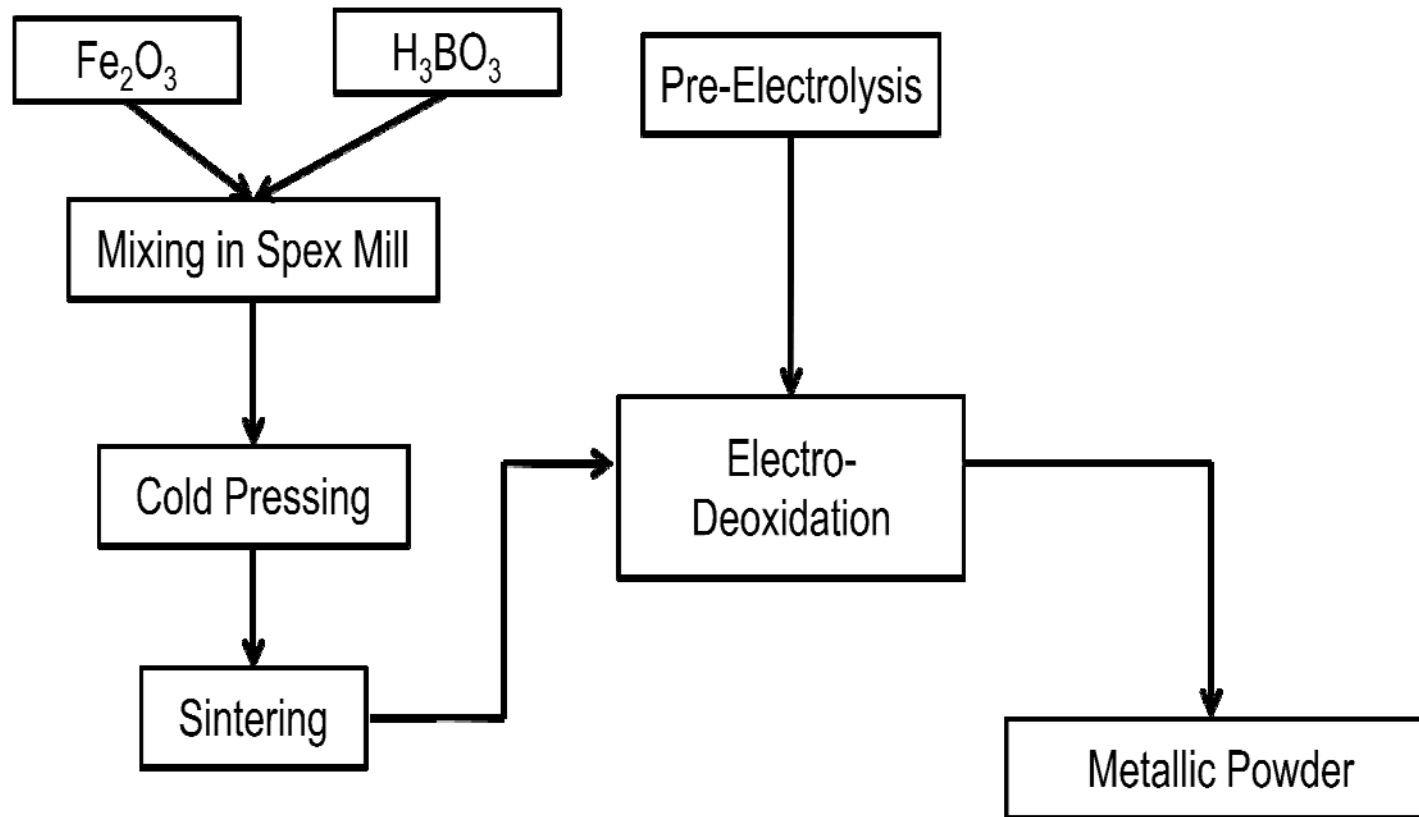 Fe₂O₃
H₃BO₃
Pre-Electrolysis
Mixing in Spex Mill
Cold Pressing
Electro-
Deoxidation
Sintering
Metallic Powder